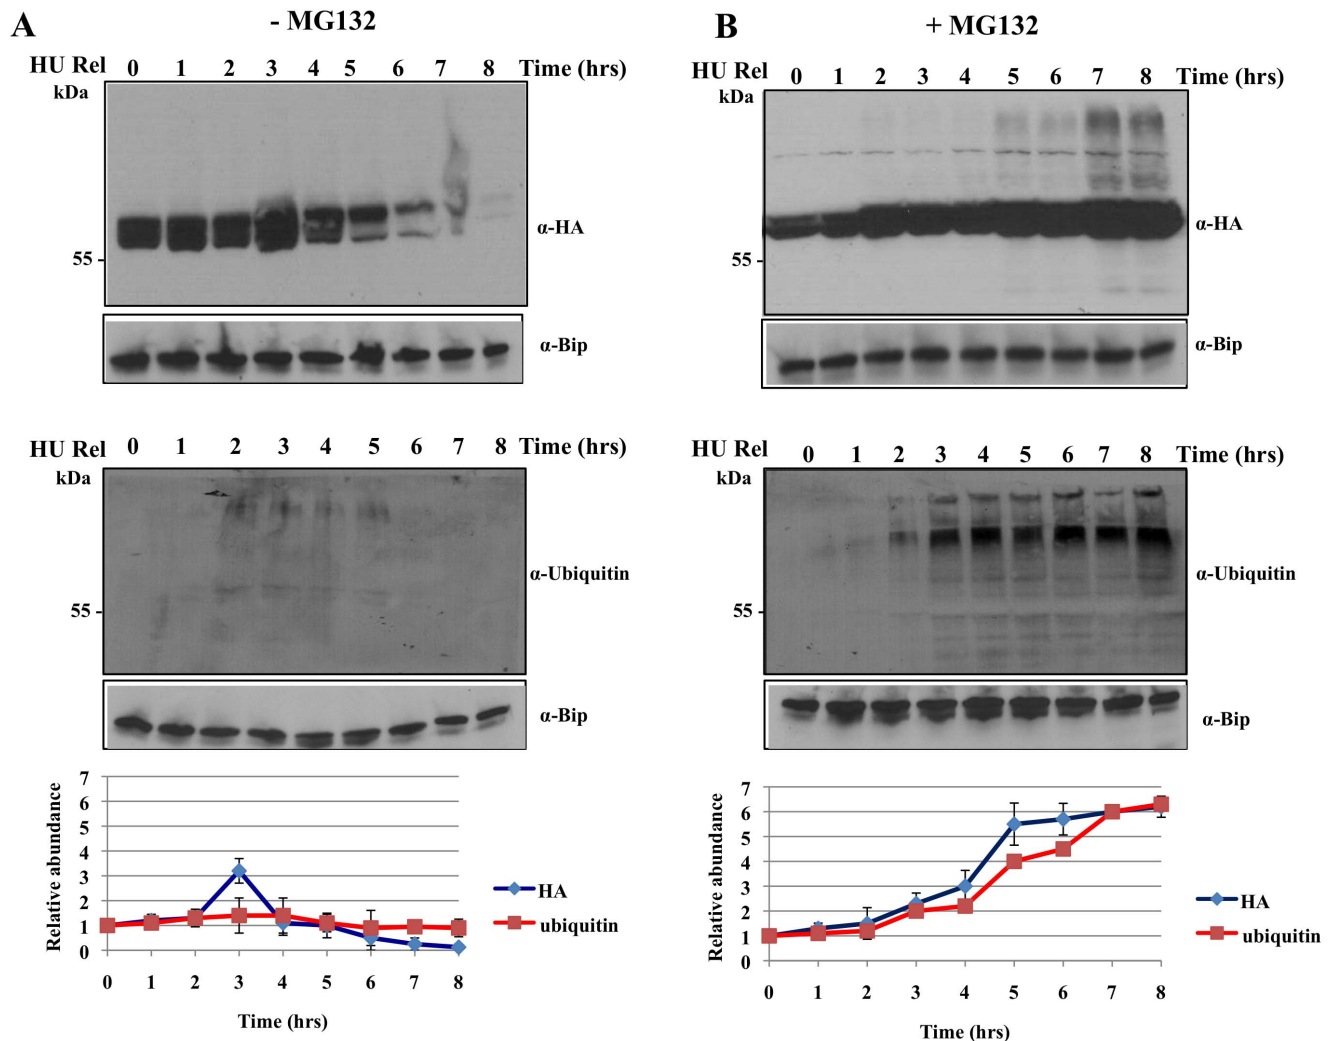 A
- MG132
HU Rel 0 1 2 3 4 5 6 7 8 Time (hrs)
kDa
α-HA
55 -
α-Bip
HU Rel 0 1 2 3 4 5 6 7 8 Time (hrs)
kDa
α-Ubiquitin
55 -
α-Bip
7
6
5
4
3
2
1
0
Relative abundance
0 1 2 3 4 5 6 7 8
Time (hrs)
HA
ubiquitin
B
+ MG132
HU Rel 0 1 2 3 4 5 6 7 8 Time (hrs)
kDa
α-HA
55 -
α-Bip
HU Rel 0 1 2 3 4 5 6 7 8 Time (hrs)
kDa
α-Ubiquitin
55 -
α-Bip
7
6
5
4
3
2
1
0
Relative abundance
0 1 2 3 4 5 6 7 8
Time (hrs)
HA
ubiquitin